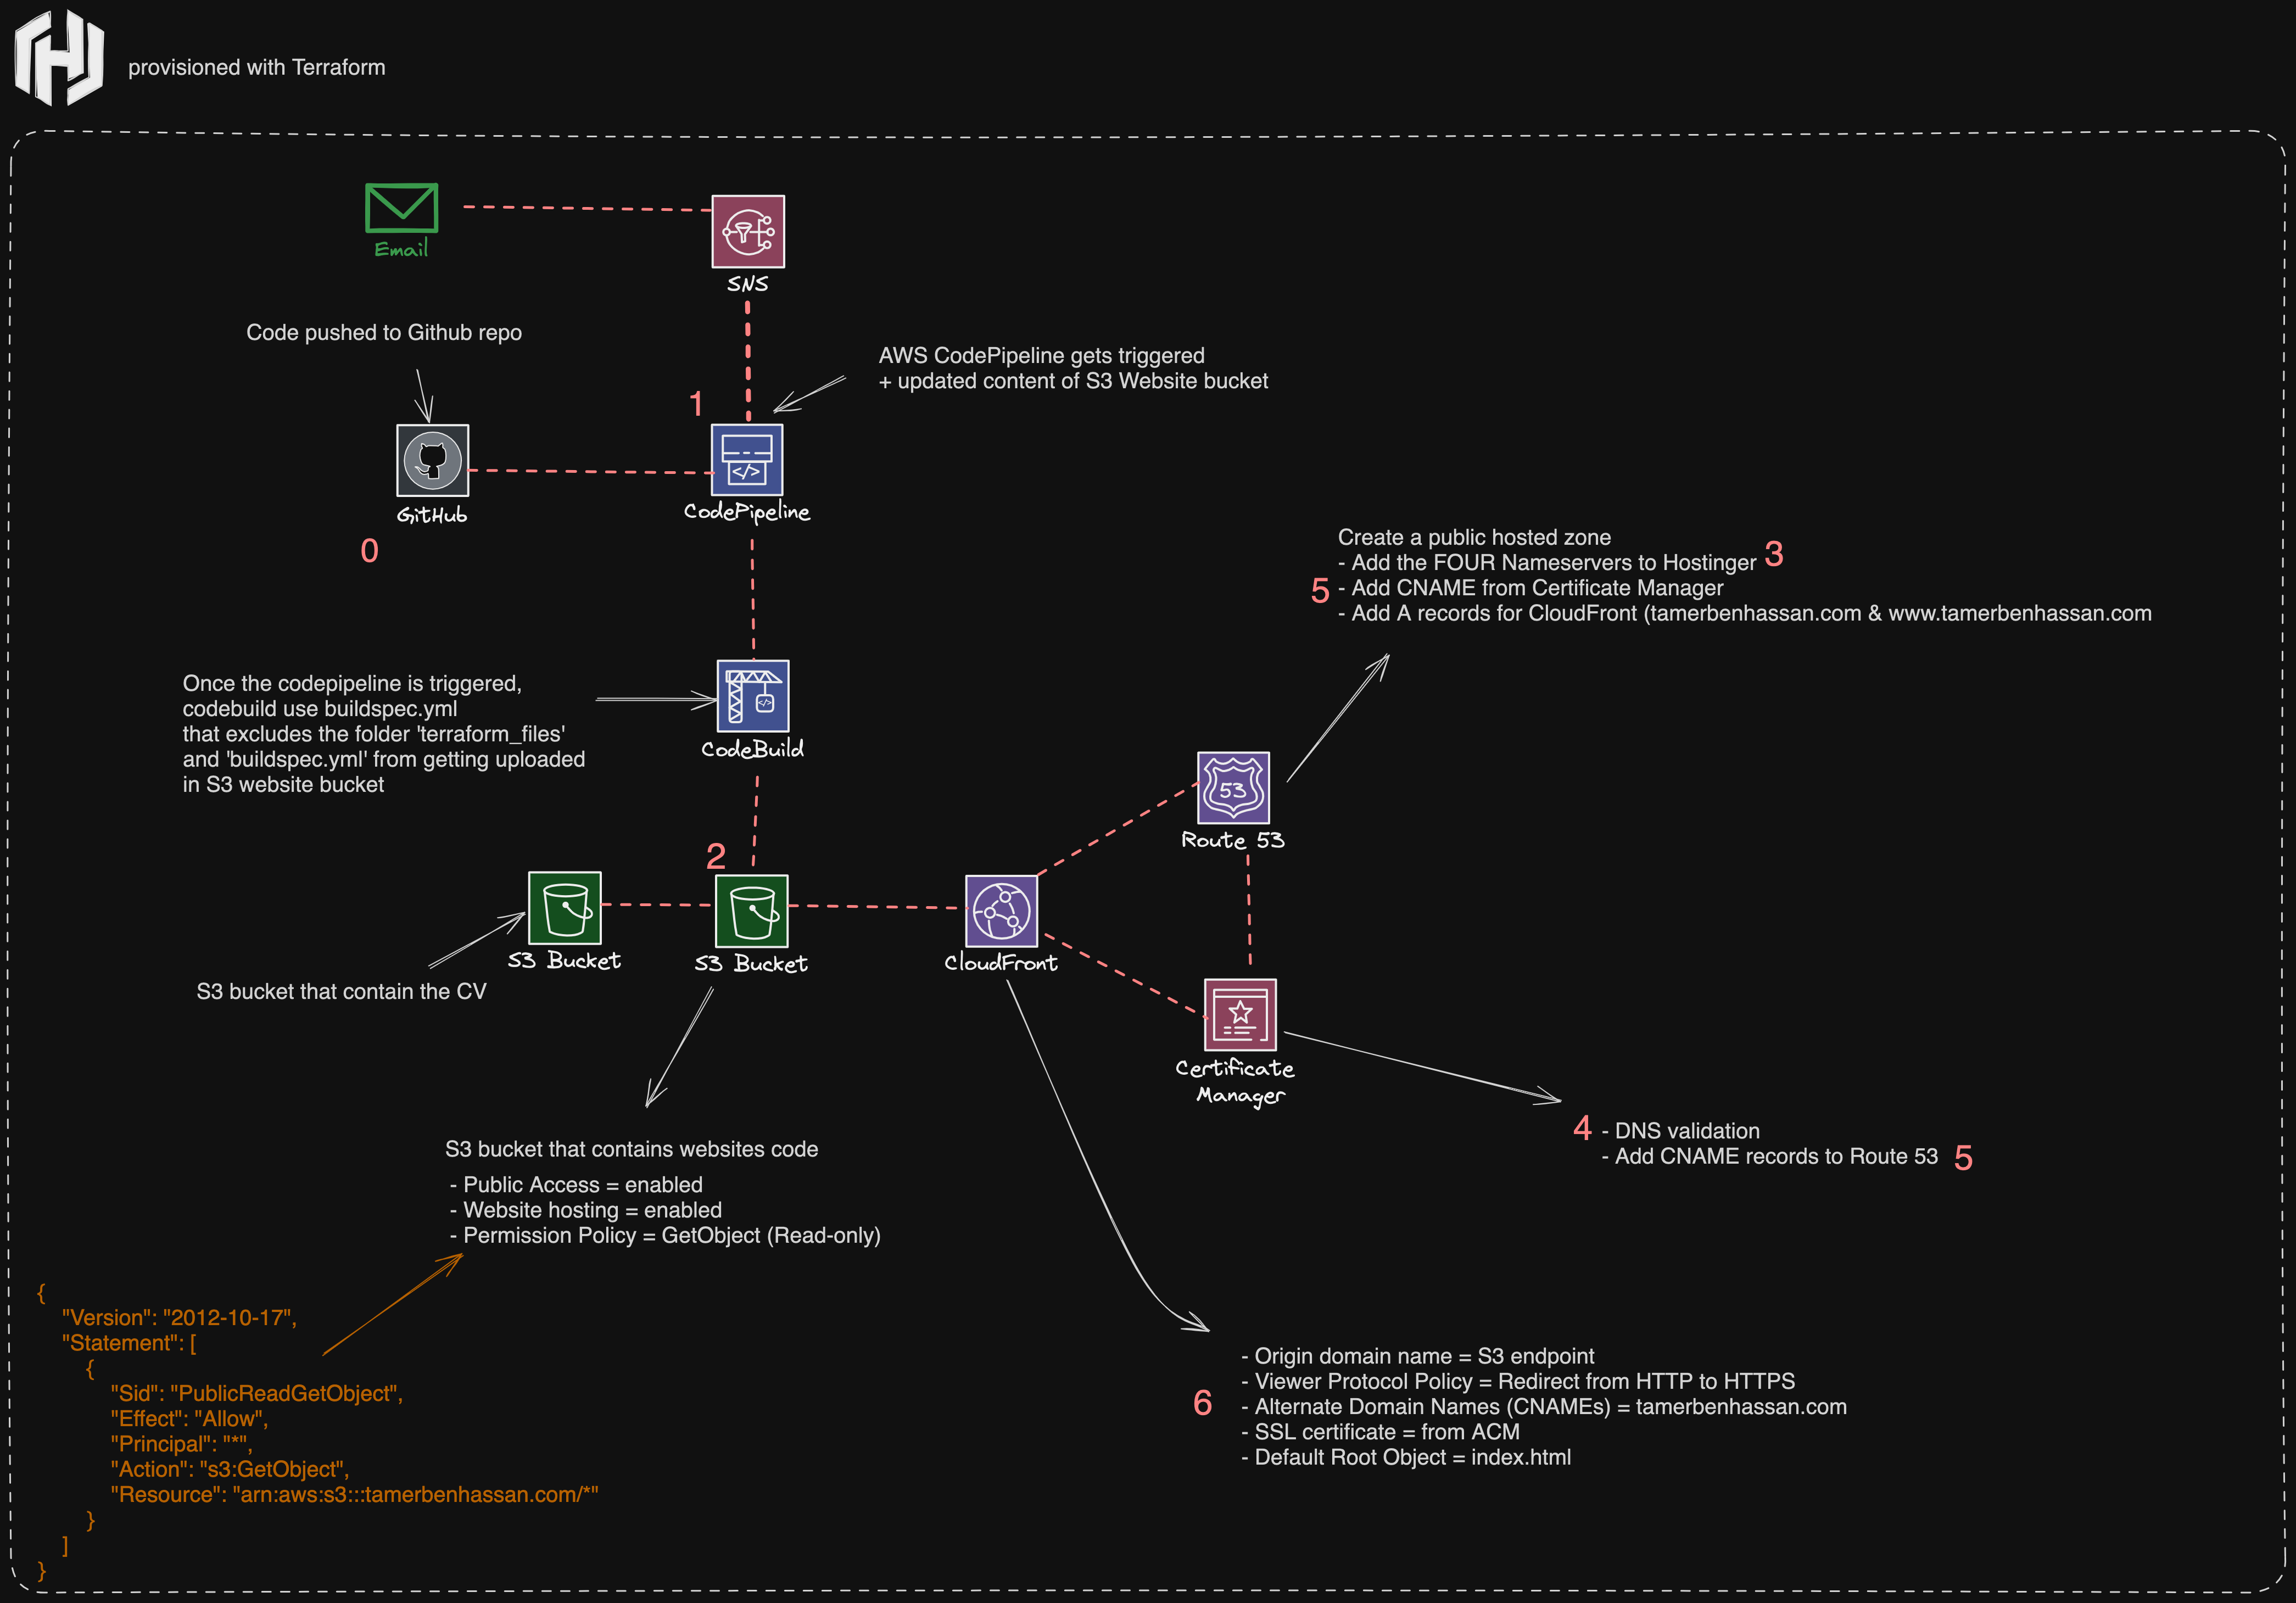 provisioned with Terraform
Email
SNS
Code pushed to Github repo
AWS CodePipeline gets triggered
+ updated content of S3 Website bucket
1
GitHub
CodePipeline
0
Create a public hosted zone
- Add the FOUR Nameservers to Hostinger 3
5 - Add CNAME from Certificate Manager
- Add A records for CloudFront (tamerbenhassan.com & www.tamerbenhassan.com
Once the codepipeline is triggered,
codebuild use buildspec.yml
that excludes the folder 'terraform_files'
and 'buildspec.yml' from getting uploaded
in S3 website bucket
CodeBuild
53
Route 53
2
S3 Bucket
S3 Bucket
CloudFront
S3 bucket that contain the CV
Certificate
Manager
4 - DNS validation
- Add CNAME records to Route 53 5
S3 bucket that contains websites code
- Public Access = enabled
- Website hosting = enabled
- Permission Policy = GetObject (Read-only)
{
"Version": "2012-10-17",
"Statement": [
{
"Sid": "PublicReadGetObject",
"Effect": "Allow",
"Principal": "*",
"Action": "s3:GetObject",
"Resource": "arn:aws:s3:::tamerbenhassan.com/*"
}
]
}
- Origin domain name = S3 endpoint
- Viewer Protocol Policy = Redirect from HTTP to HTTPS
6 - Alternate Domain Names (CNAMEs) = tamerbenhassan.com
- SSL certificate = from ACM
- Default Root Object = index.html